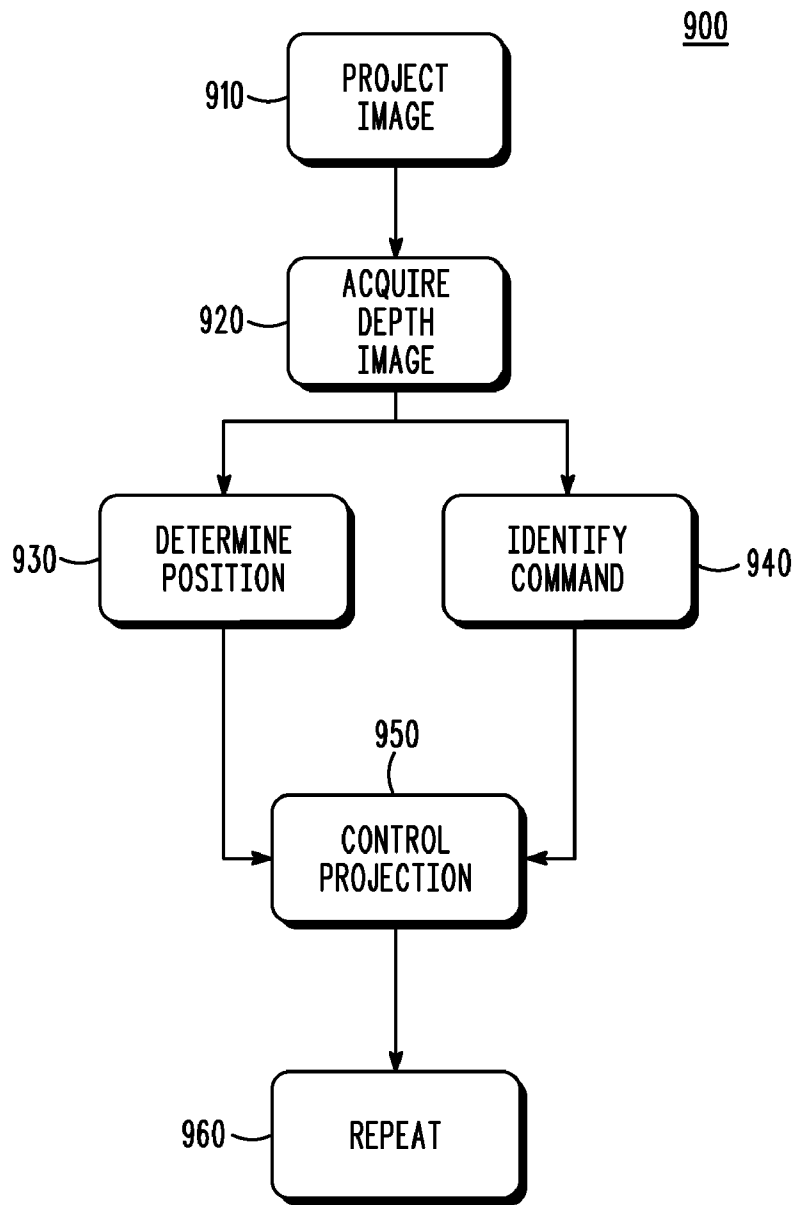 900
910
PROJECT
IMAGE
920
ACQUIRE
DEPTH
IMAGE
930
DETERMINE
POSITION
IDENTIFY
COMMAND
940
950
CONTROL
PROJECTION
960
REPEAT